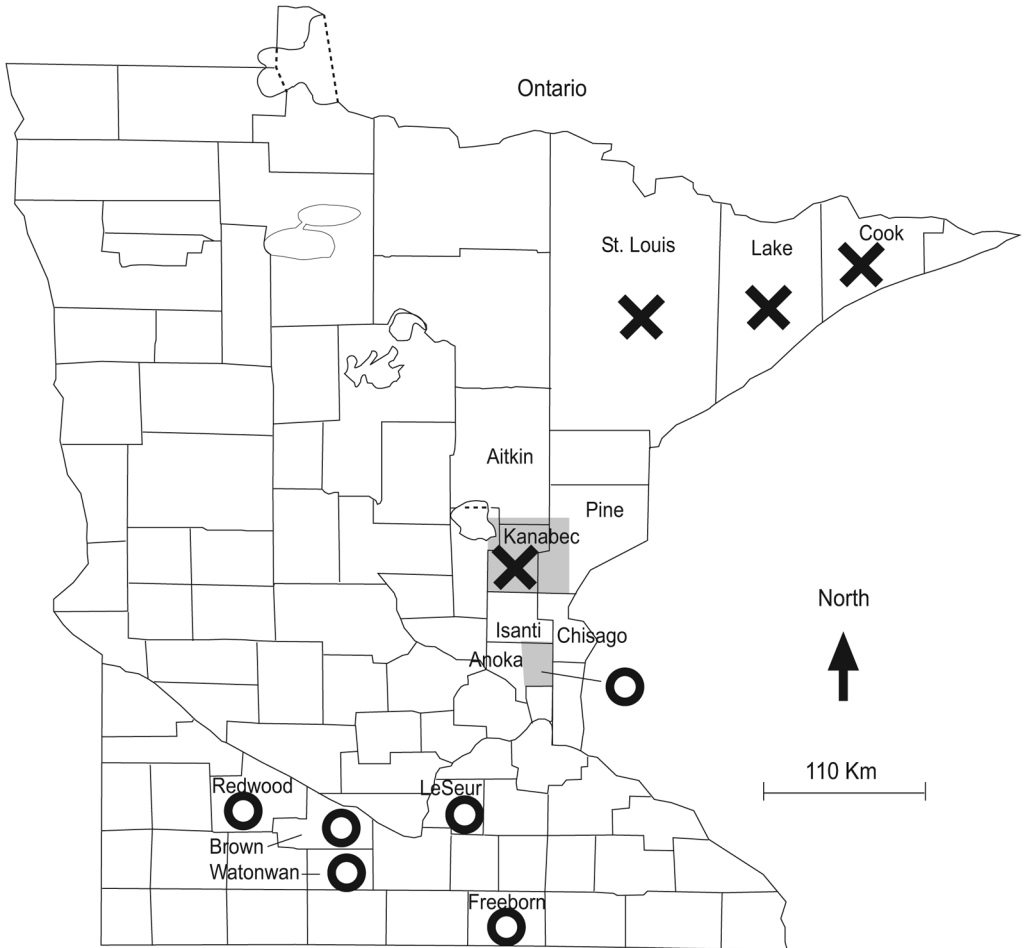 Ontario
St. Louis
Lake
Cook
Aitkin
Pine
Kanabec
North
Isanti
Chisago
Anoka
110 Km
Redwood
LeSeur
Brown
Watonwan
Freeborn